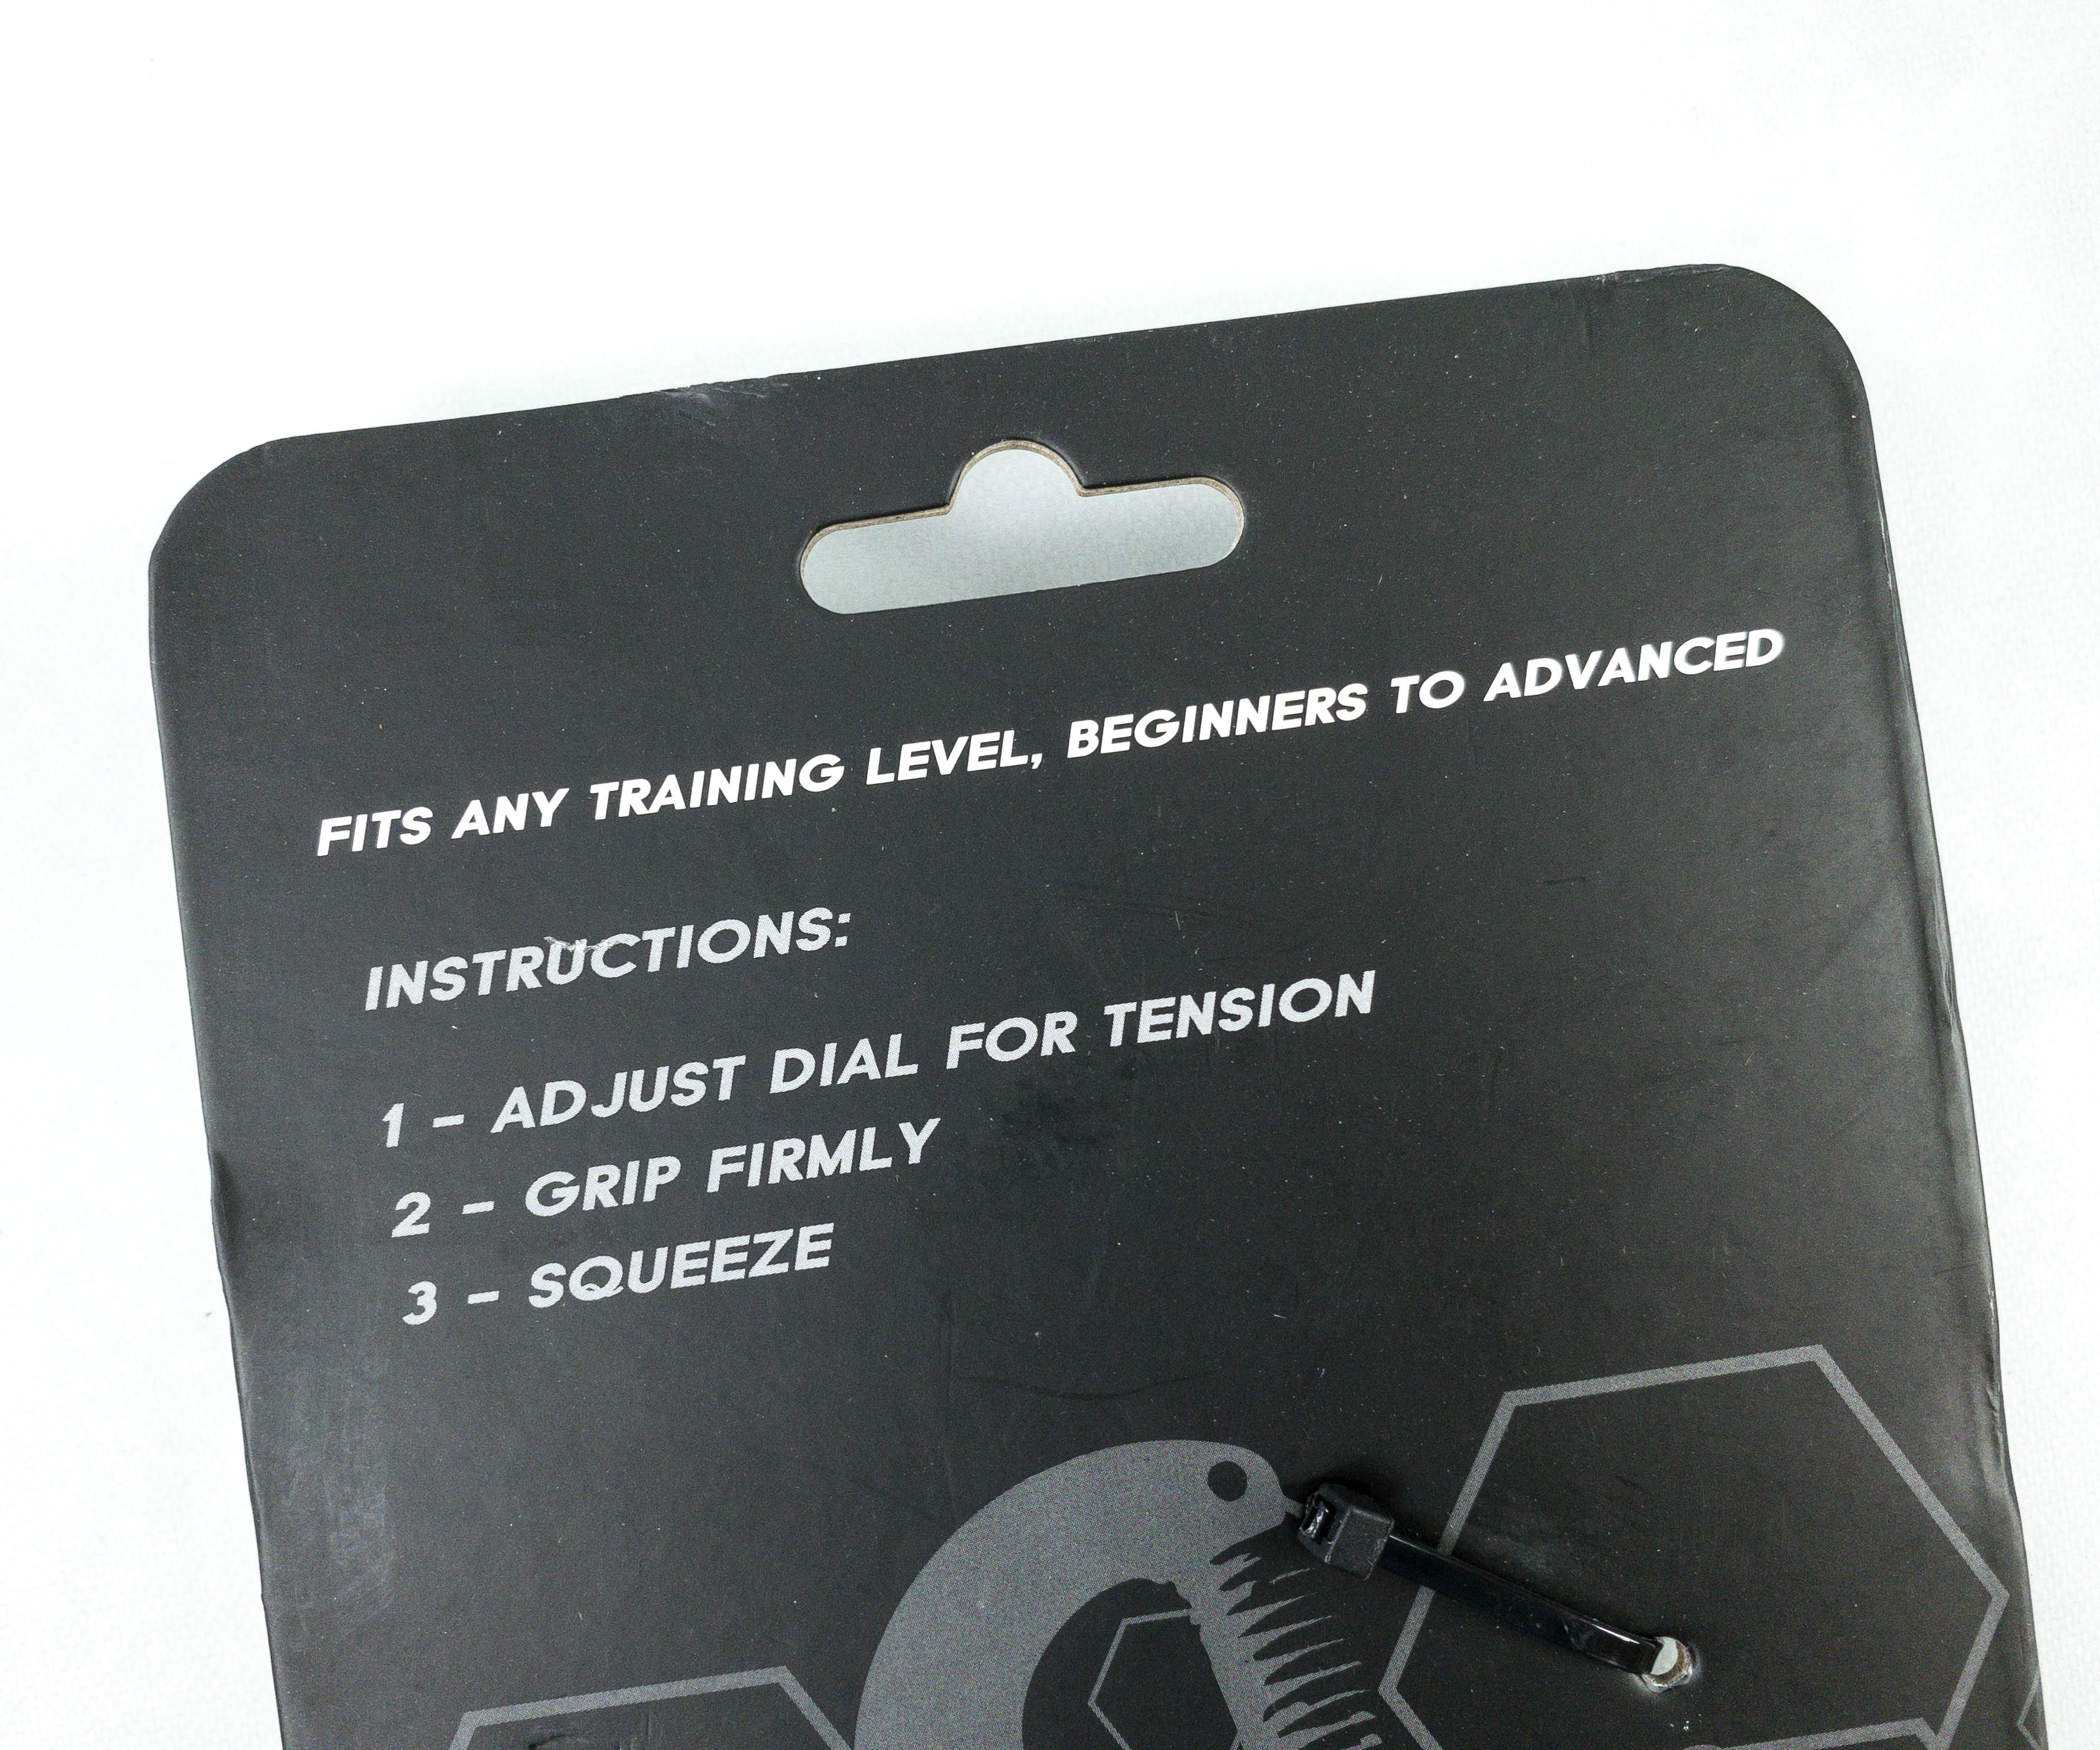 FITS ANY TRAINING LEVEL, BEGINNERS TO ADVANCED
INSTRUCTIONS:
1 - ADJUST DIAL FOR TENSION
2 - GRIP FIRMLY
3 - SQUEEZE